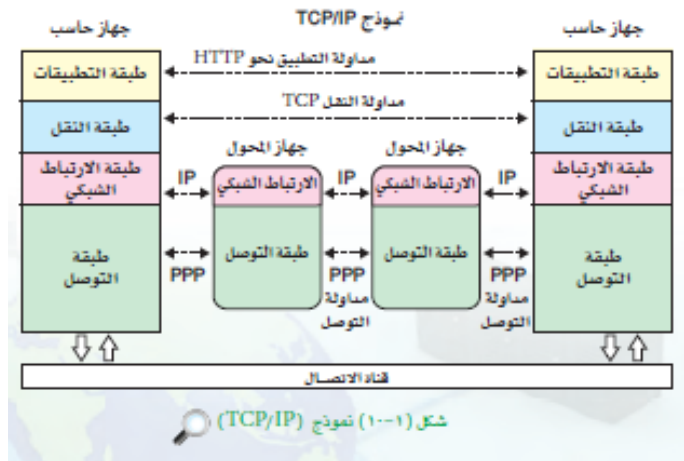 نموذج TCP/IP
جهاز حاسب
جهاز حاسب
طبقة التطبيقات
مداولة التطبيق نحو HTTP
طبقة التطبيقات
طبقة النقل
مداولة النقل TCP
طبقة النقل
جهاز المحول
جهاز المحول
طبقة الارتباط
الشبكي
IP
الارتباط الشبكي
IP
الارتباط الشبكي
IP
طبقة الارتباط
الشبكي
طبقة
التوصل
PPP
مداولة
التوصل
طبقة التوصل
PPP
مداولة
التوصل
طبقة التوصل
PPP
طبقة
التوصل
قناة الاتصـــال
شكل (١-١٠) نموذج (TCP/IP)